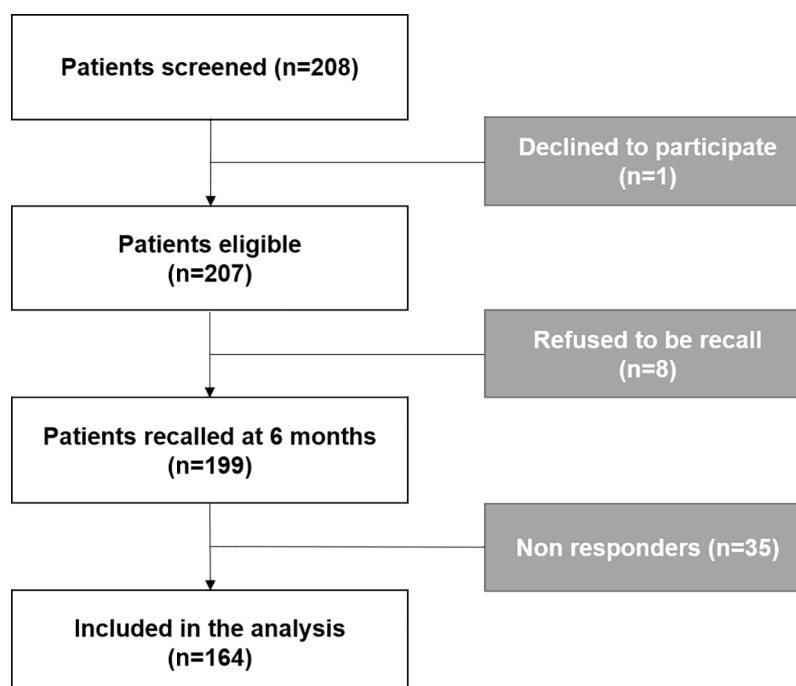 Patients screened (n=208)
Declined to participate
(n=1)
Patients eligible
(n=207)
Refused to be recall
(n=8)
Patients recalled at 6 months
(n=199)
Non responders (n=35)
Included in the analysis
(n=164)